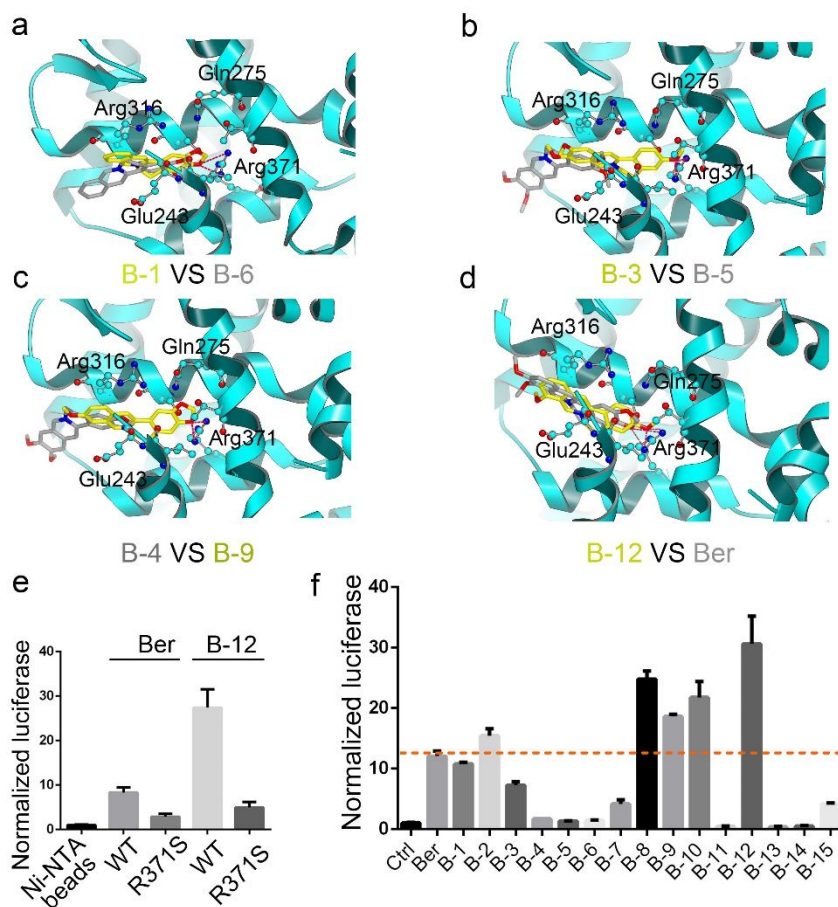 a
b
Gln275
Arg316
Arg371
Glu243
B-1 VS B-6
Gln275
Arg316
Arg371
Glu243
B-3 VS B-5
c
d
Arg316
Gln275
Arg371
Glu243
B-4 VS B-9
Arg316
Gln275
Arg371
Glu243
B-12 VS Ber
e
Normalized luciferase
40
30
20
10
0
Ber
B-12
Ni-NTA beads
WT
R371S
WT
R371S
f
Normalized luciferase
40
30
20
10
0
Ctrl
Ber
B-1
B-2
B-3
B-4
B-5
B-6
B-7
B-8
B-9
B-10
B-11
B-12
B-13
B-14
B-15